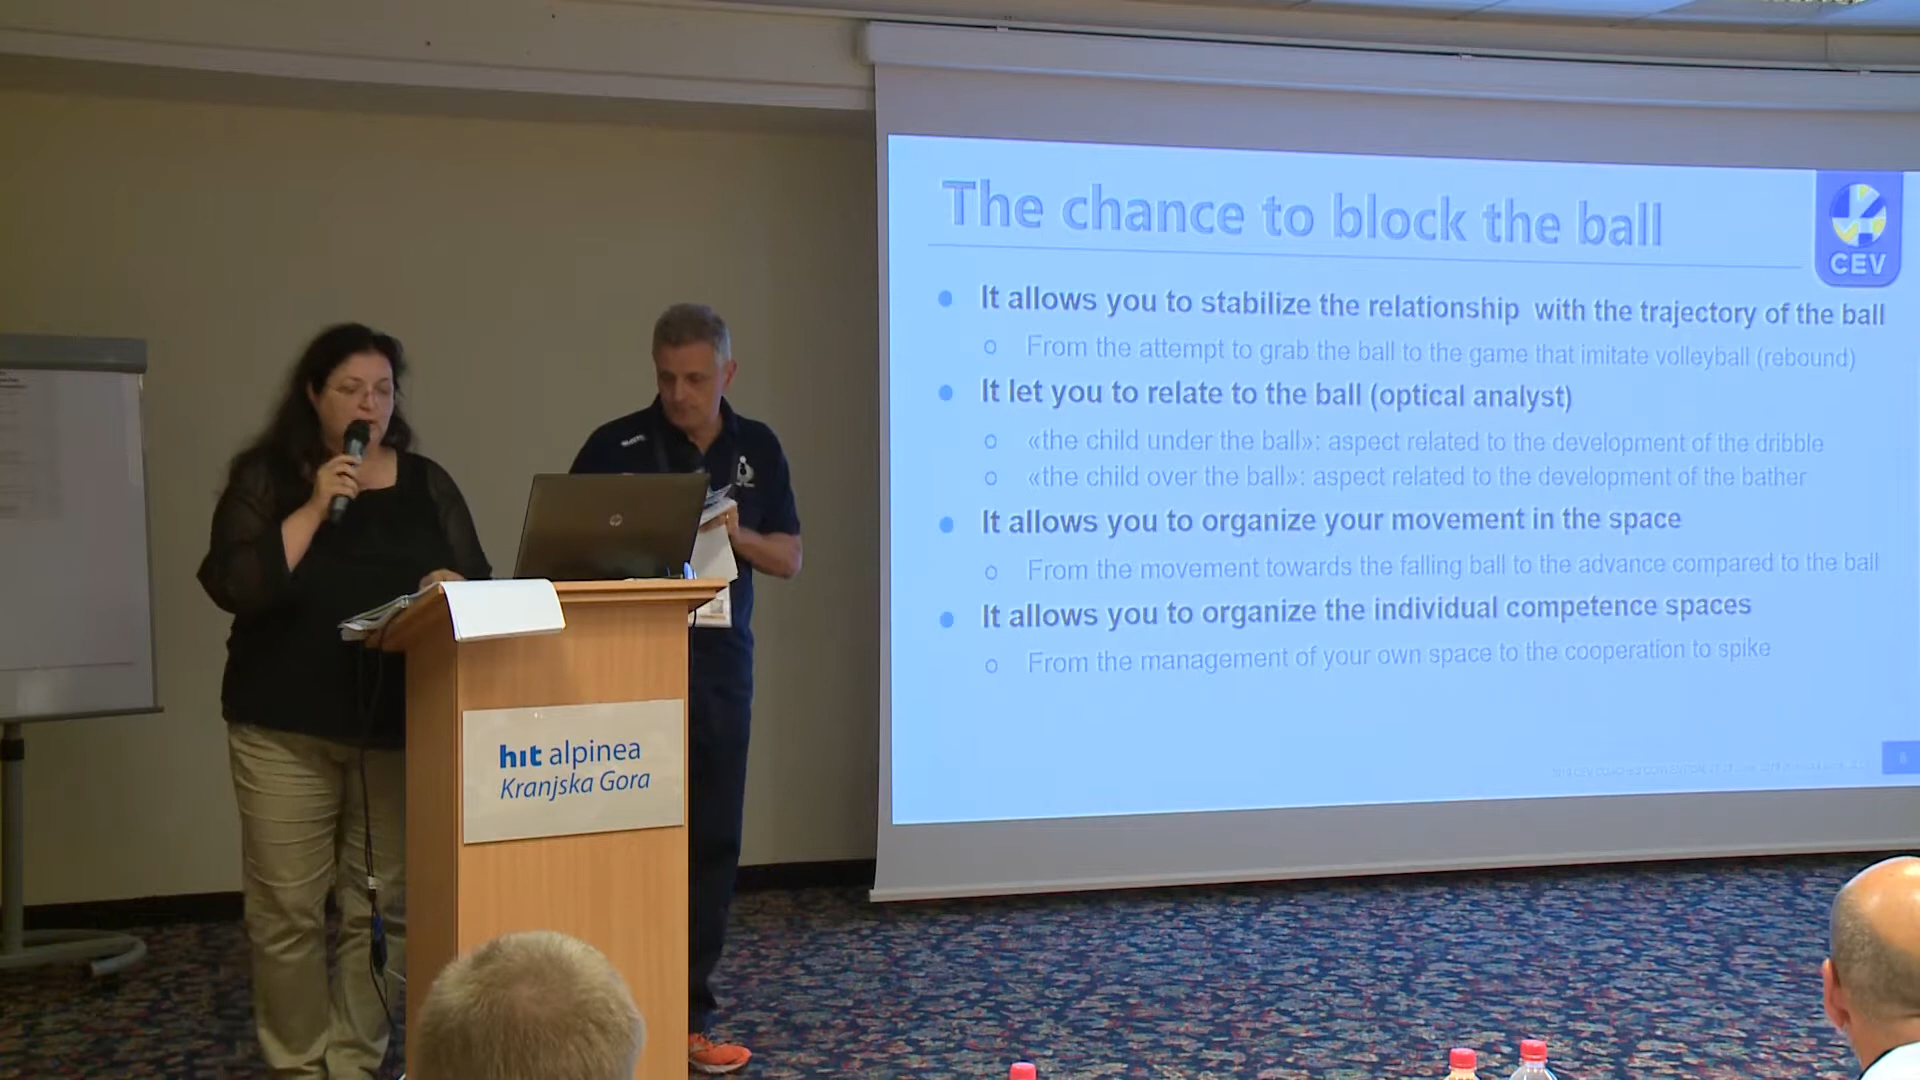 The chance to block the ball
CEV
It allows you to stabilize the relationship with the trajectory of the ball
From the attempt to grab the ball to the game that imitate volleyball (rebound)
It let you to relate to the ball (optical analyst)
«the child under the ball»: aspect related to the development of the dribble
«the child over the ball»: aspect related to the development of the bather
It allows you to organize your movement in the space
From the movement towards the falling ball to the advance compared to the ball
It allows you to organize the individual competence spaces
From the management of your own space to the cooperation to spike
hit alpinea
Kranjska Gora